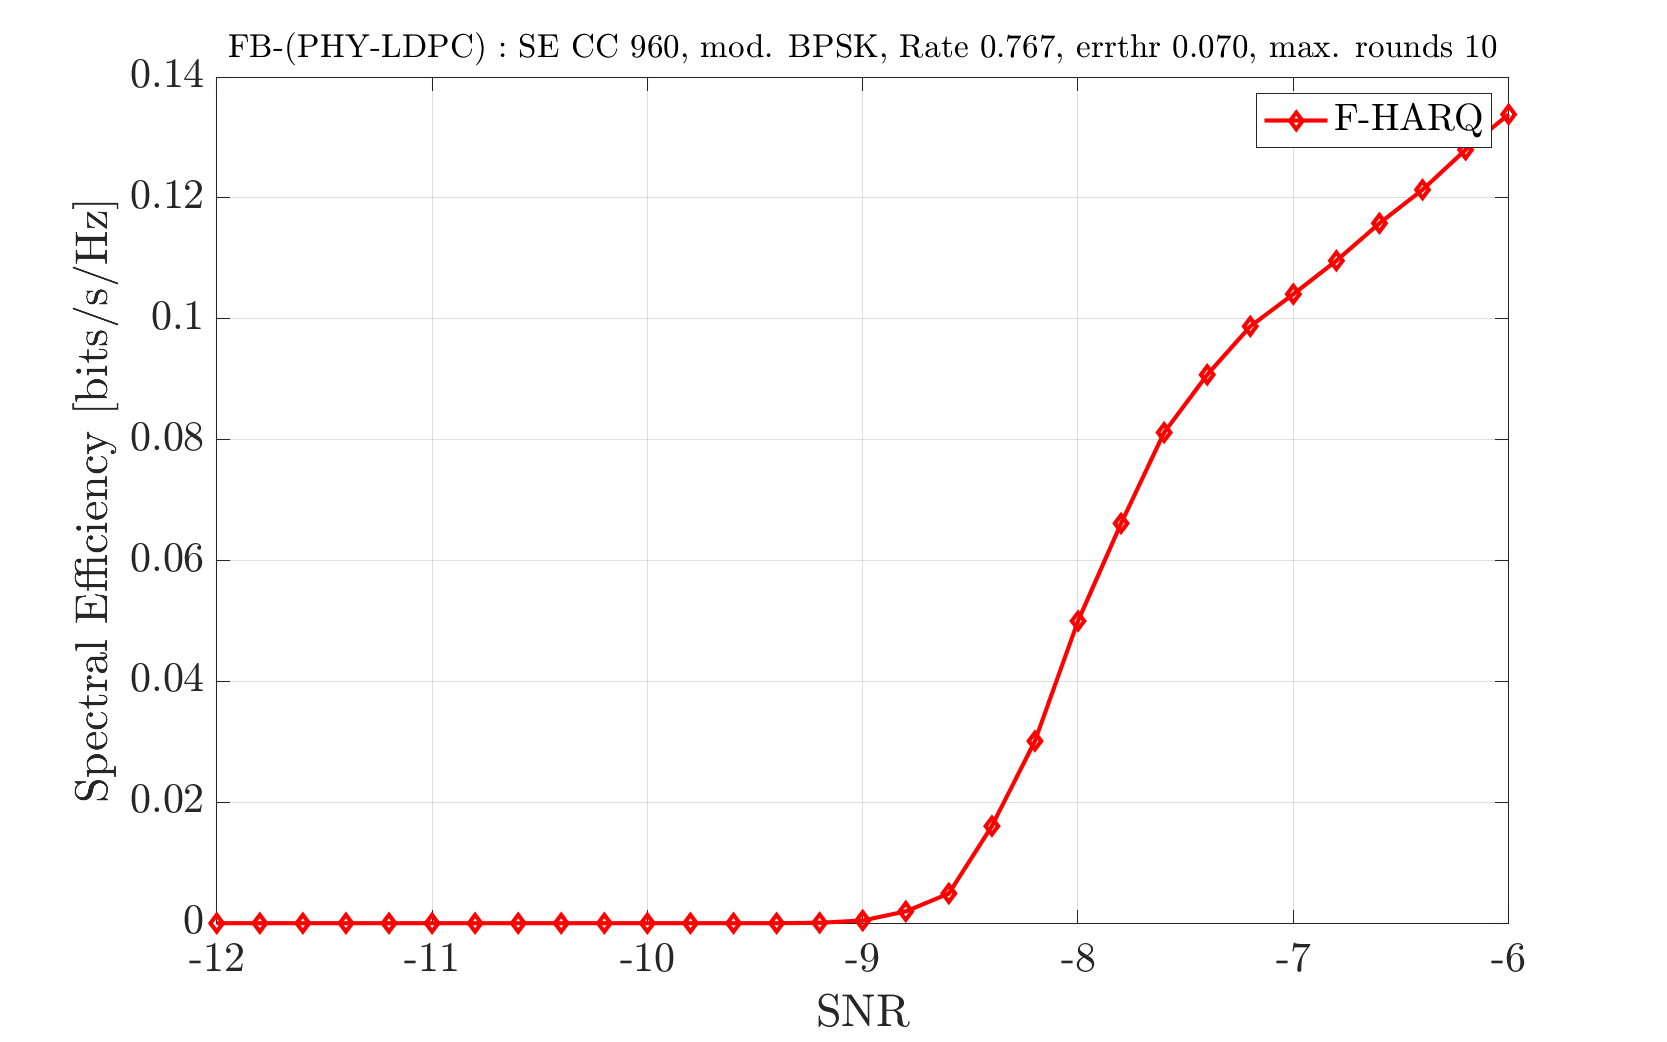 FB-(PHY-LDPC) : SE CC 960, mod. BPSK, Rate 0.767, errthr 0.070, max. rounds 10
F-HARQ
0.14
0.12
0.1
0.08
0.06
0.04
0.02
0
Spectral Efficiency [bits/s/Hz]
-12 -11 -10 -9 -8 -7 -6
SNR